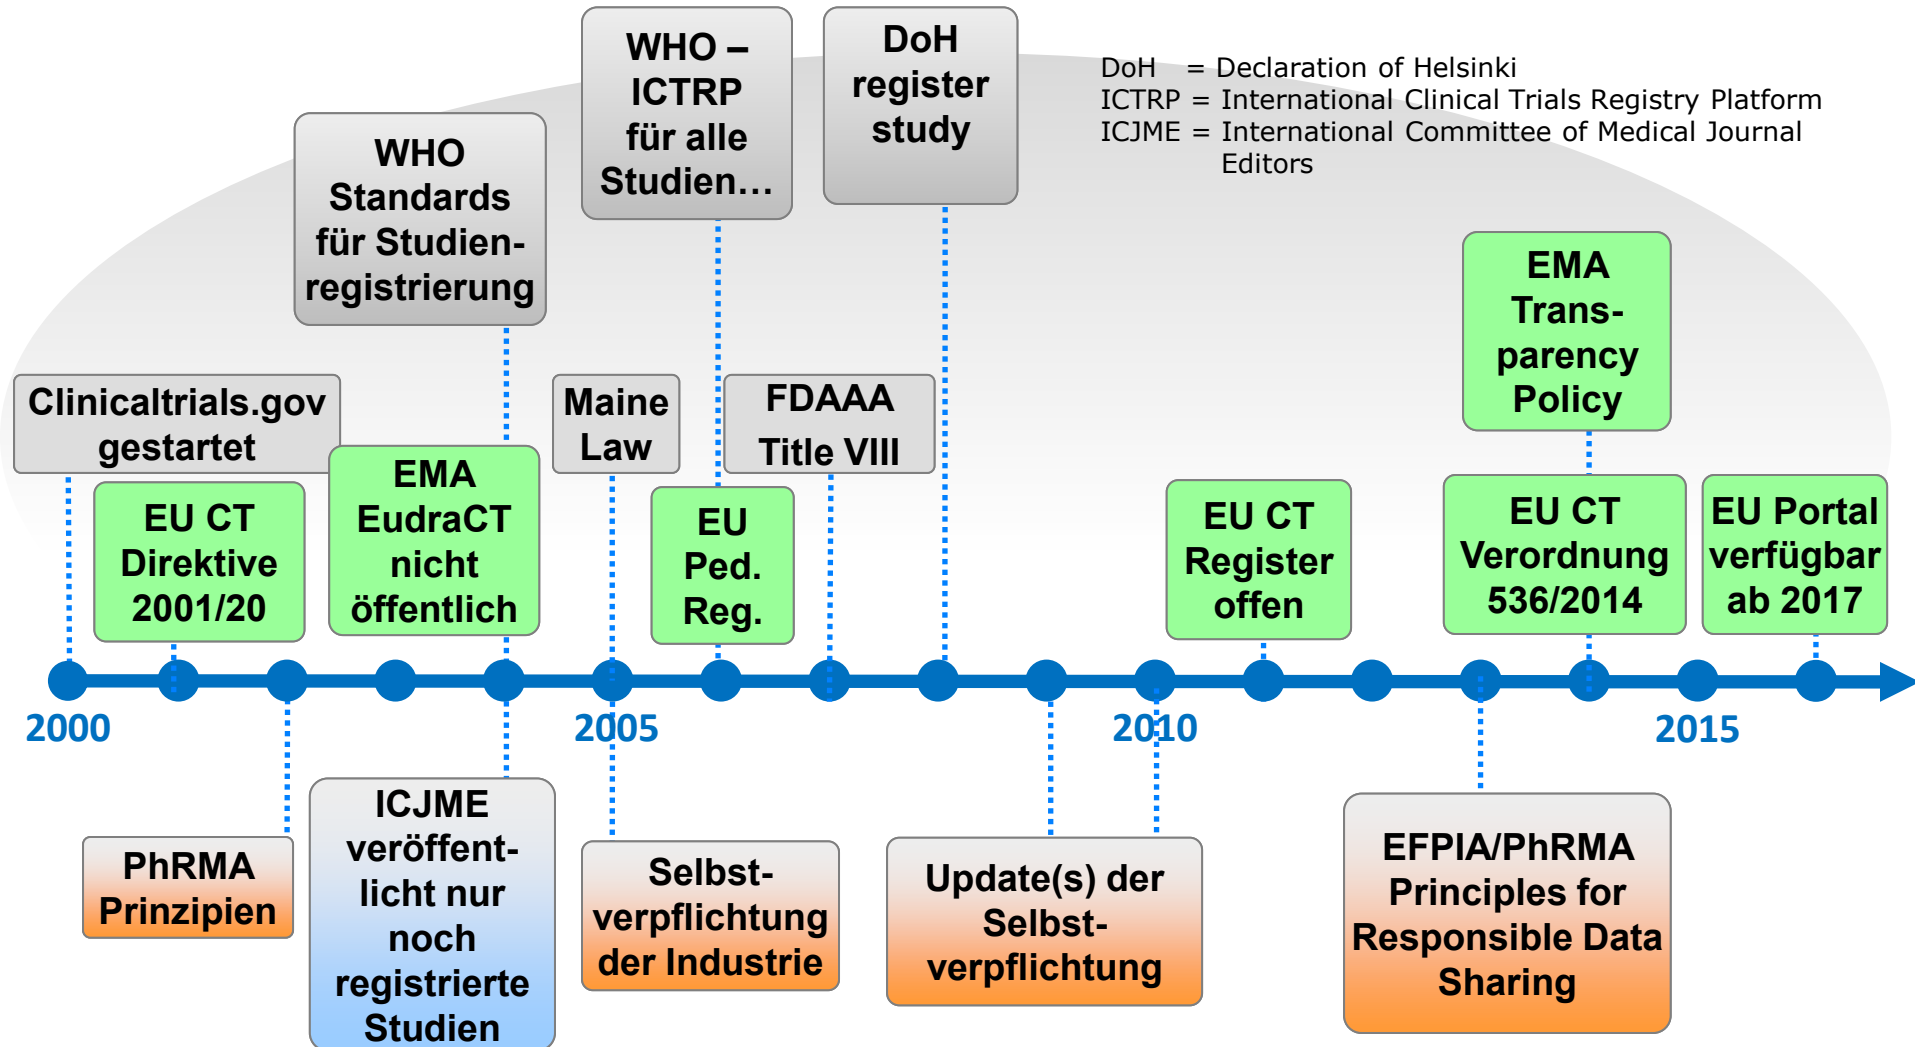 WHO –
ICTRP
für alle
Studien...
DoH
register
study
DoH = Declaration of Helsinki
ICTRP = International Clinical Trials Registry Platform
ICJME = International Committee of Medical Journal
Editors
WHO
Standards
für Studien-
registrierung
EMA
Trans-
parency
Policy
Clinicaltrials.gov
gestartet
Maine
Law
FDAAA
Title VIII
EU CT
Direktive
2001/20
EMA
EudraCT
nicht
öffentlich
EU
Ped.
Reg.
EU CT
Register
offen
EU CT
Verordnung
536/2014
EU Portal
verfügbar
ab 2017
2000
2005
2010
2015
PhRMA
Prinzipien
ICJME
veröffent-
licht nur
noch
registrierte
Studien
Selbst-
verpflichtung
der Industrie
Update(s) der
Selbst-
verpflichtung
EFPIA/PhRMA
Principles for
Responsible Data
Sharing